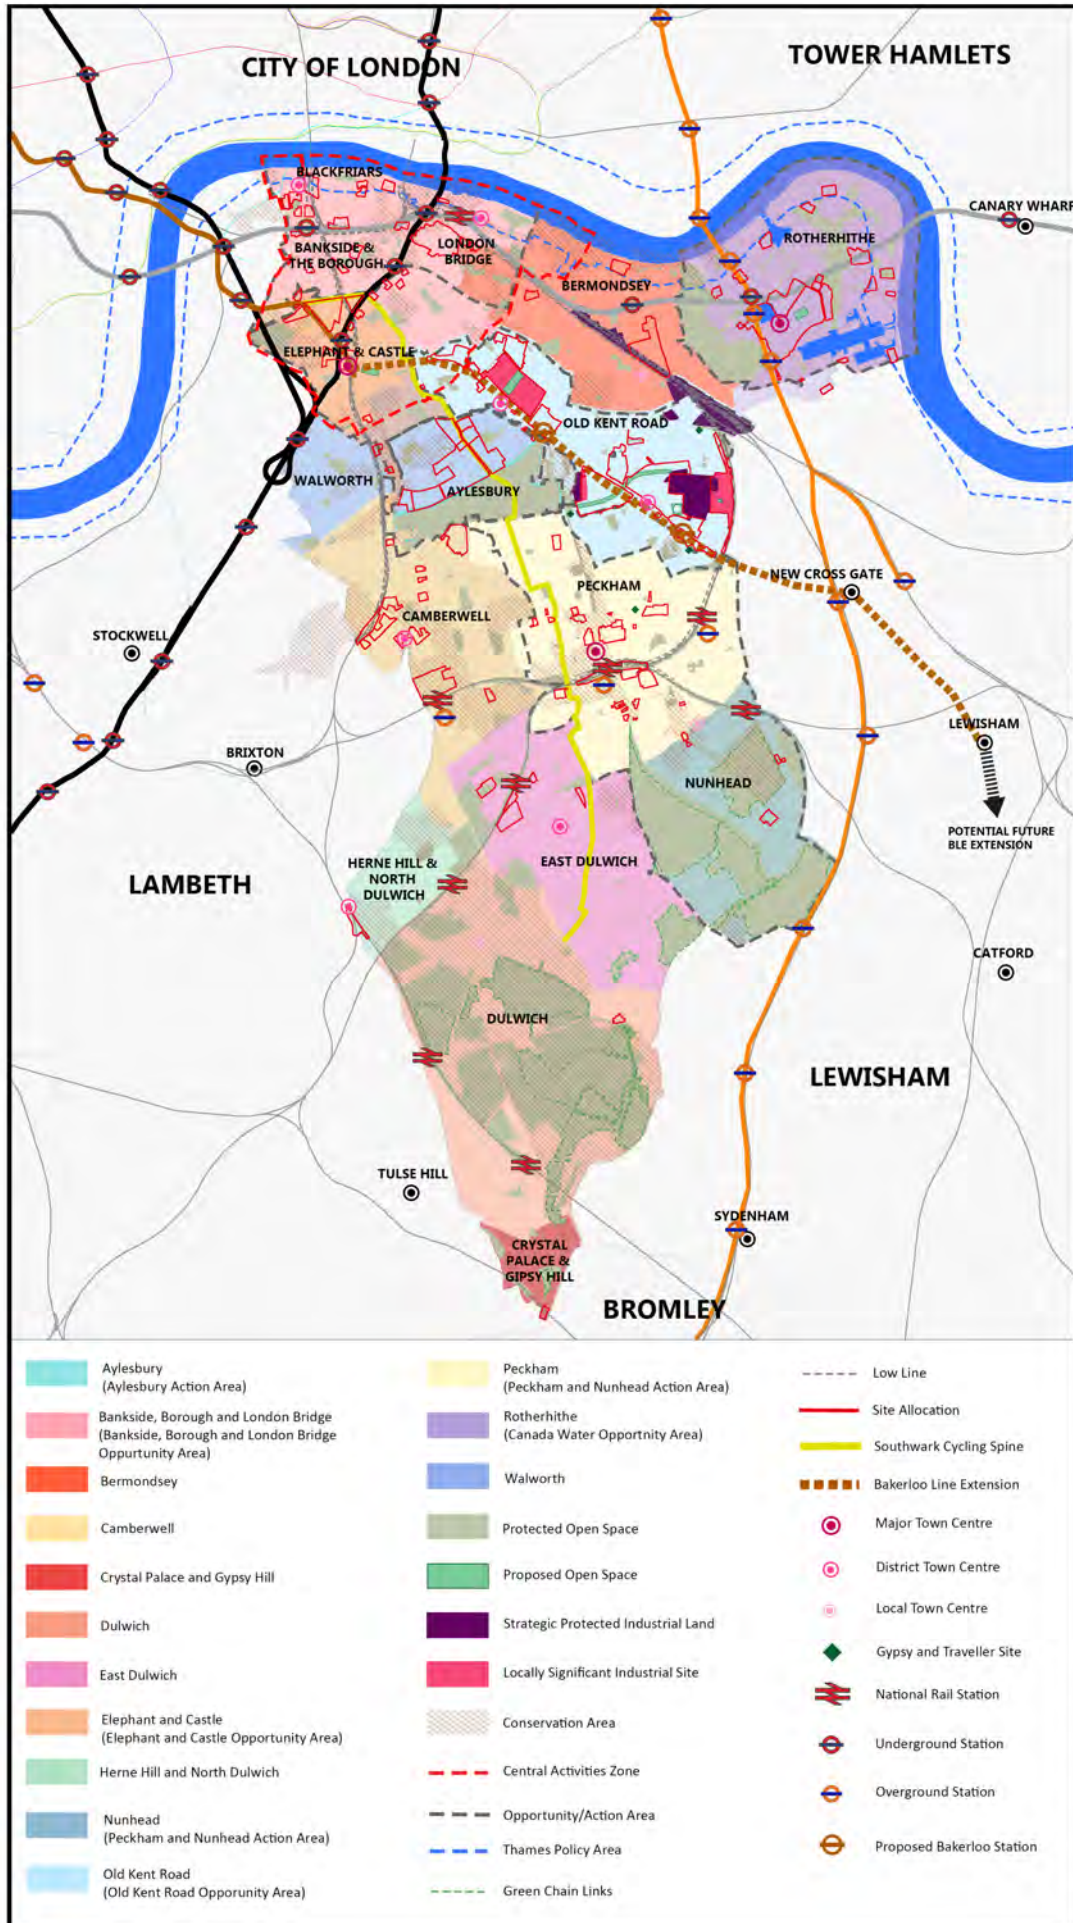 CITY OF LONDON
TOWER HAMLETS
BLACKFRIARS
CANARY WHARF
BANKSIDE &
THE BOROUGH
LONDON
BRIDGE
ROTHERHITHE
BERMONDSEY
ELEPHANT & CASTLE
OLD KENT ROAD
WALWORTH
AYLESBURY
NEW CROSS GATE
PECKHAM
CAMBERWELL
STOCKWELL
LEWISHAM
BRIXTON
NUNHEAD
POTENTIAL FUTURE
BLE EXTENSION
HERNE HILL &
NORTH
DULWICH
EAST DULWICH
LAMBETH
CATFORD
DULWICH
LEWISHAM
TULSE HILL
SYDENHAM
CRYSTAL
PALACE &
GIPSY HILL
BROMLEY
Aylesbury
(Aylesbury Action Area)
Bankside, Borough and London Bridge
(Bankside, Borough and London Bridge
Oppurtunity Area)
Bermondsey
Camberwell
Crystal Palace and Gypsy Hill
Dulwich
East Dulwich
Elephant and Castle
(Elephant and Castle Opportunity Area)
Herne Hill and North Dulwich
Nunhead
(Peckham and Nunhead Action Area)
Old Kent Road
(Old Kent Road Opporunity Area)
Peckham
(Peckham and Nunhead Action Area)
Rotherhithe
(Canada Water Opportnity Area)
Walworth
Protected Open Space
Proposed Open Space
Strategic Protected Industrial Land
Locally Significant Industrial Site
Conservation Area
Central Activities Zone
Opportunity/Action Area
Thames Policy Area
Green Chain Links
Low Line
Site Allocation
Southwark Cycling Spine
Bakerloo Line Extension
Major Town Centre
District Town Centre
Local Town Centre
Gypsy and Traveller Site
National Rail Station
Underground Station
Overground Station
Proposed Bakerloo Station